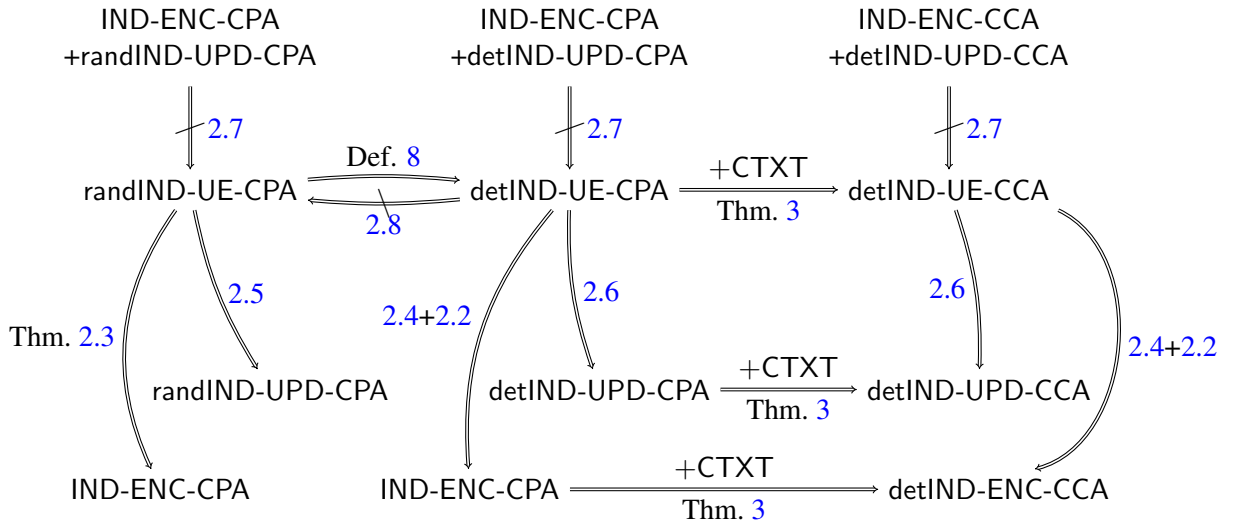 IND-ENC-CPA
+randIND-UPD-CPA
IND-ENC-CPA
+detIND-UPD-CPA
IND-ENC-CCA
+detIND-UPD-CCA
2.7
2.7
2.7
randIND-UE-CPA
Def. 8
2.8
detIND-UE-CPA
+CTXT
Thm. 3
detIND-UE-CCA
Thm. 2.3
2.5
2.4+2.2
2.6
2.6
2.4+2.2
randIND-UPD-CPA
detIND-UPD-CPA
+CTXT
Thm. 3
detIND-UPD-CCA
IND-ENC-CPA
IND-ENC-CPA
+CTXT
Thm. 3
detIND-ENC-CCA